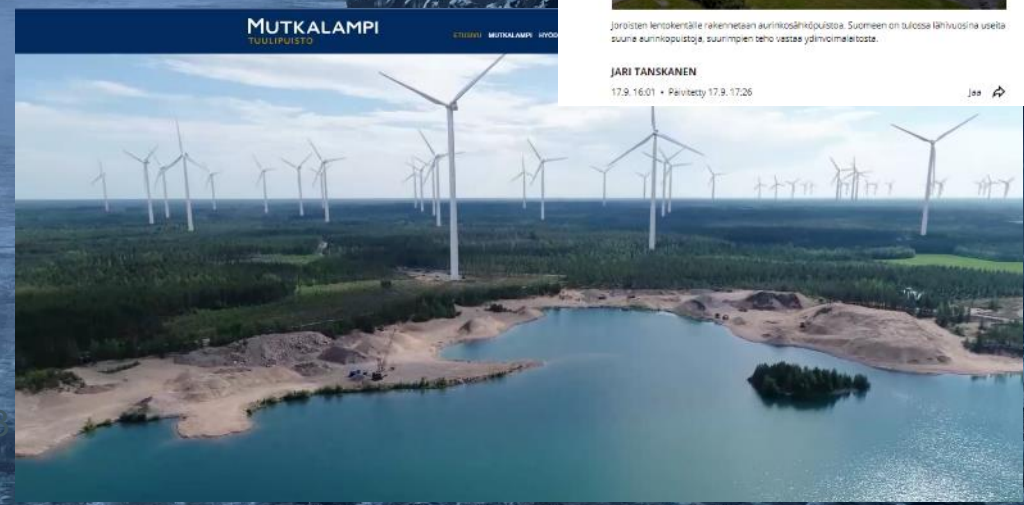 MUTKALAMPI
TUULIPUISTO
ETUSIVU MUTKALAMPI HYÖD
Joroisten lentokentälle rakennetaan aurinkosähköpuistoa. Suomeen on tulossa lähivuosina useita
suuria aurinkopuistoja, suurimpien teho vastaa ydinvoimalaitosta.
JARI TANSKANEN
17.9. 16:01 • Päivitetty 17.9. 17:26
Jaa